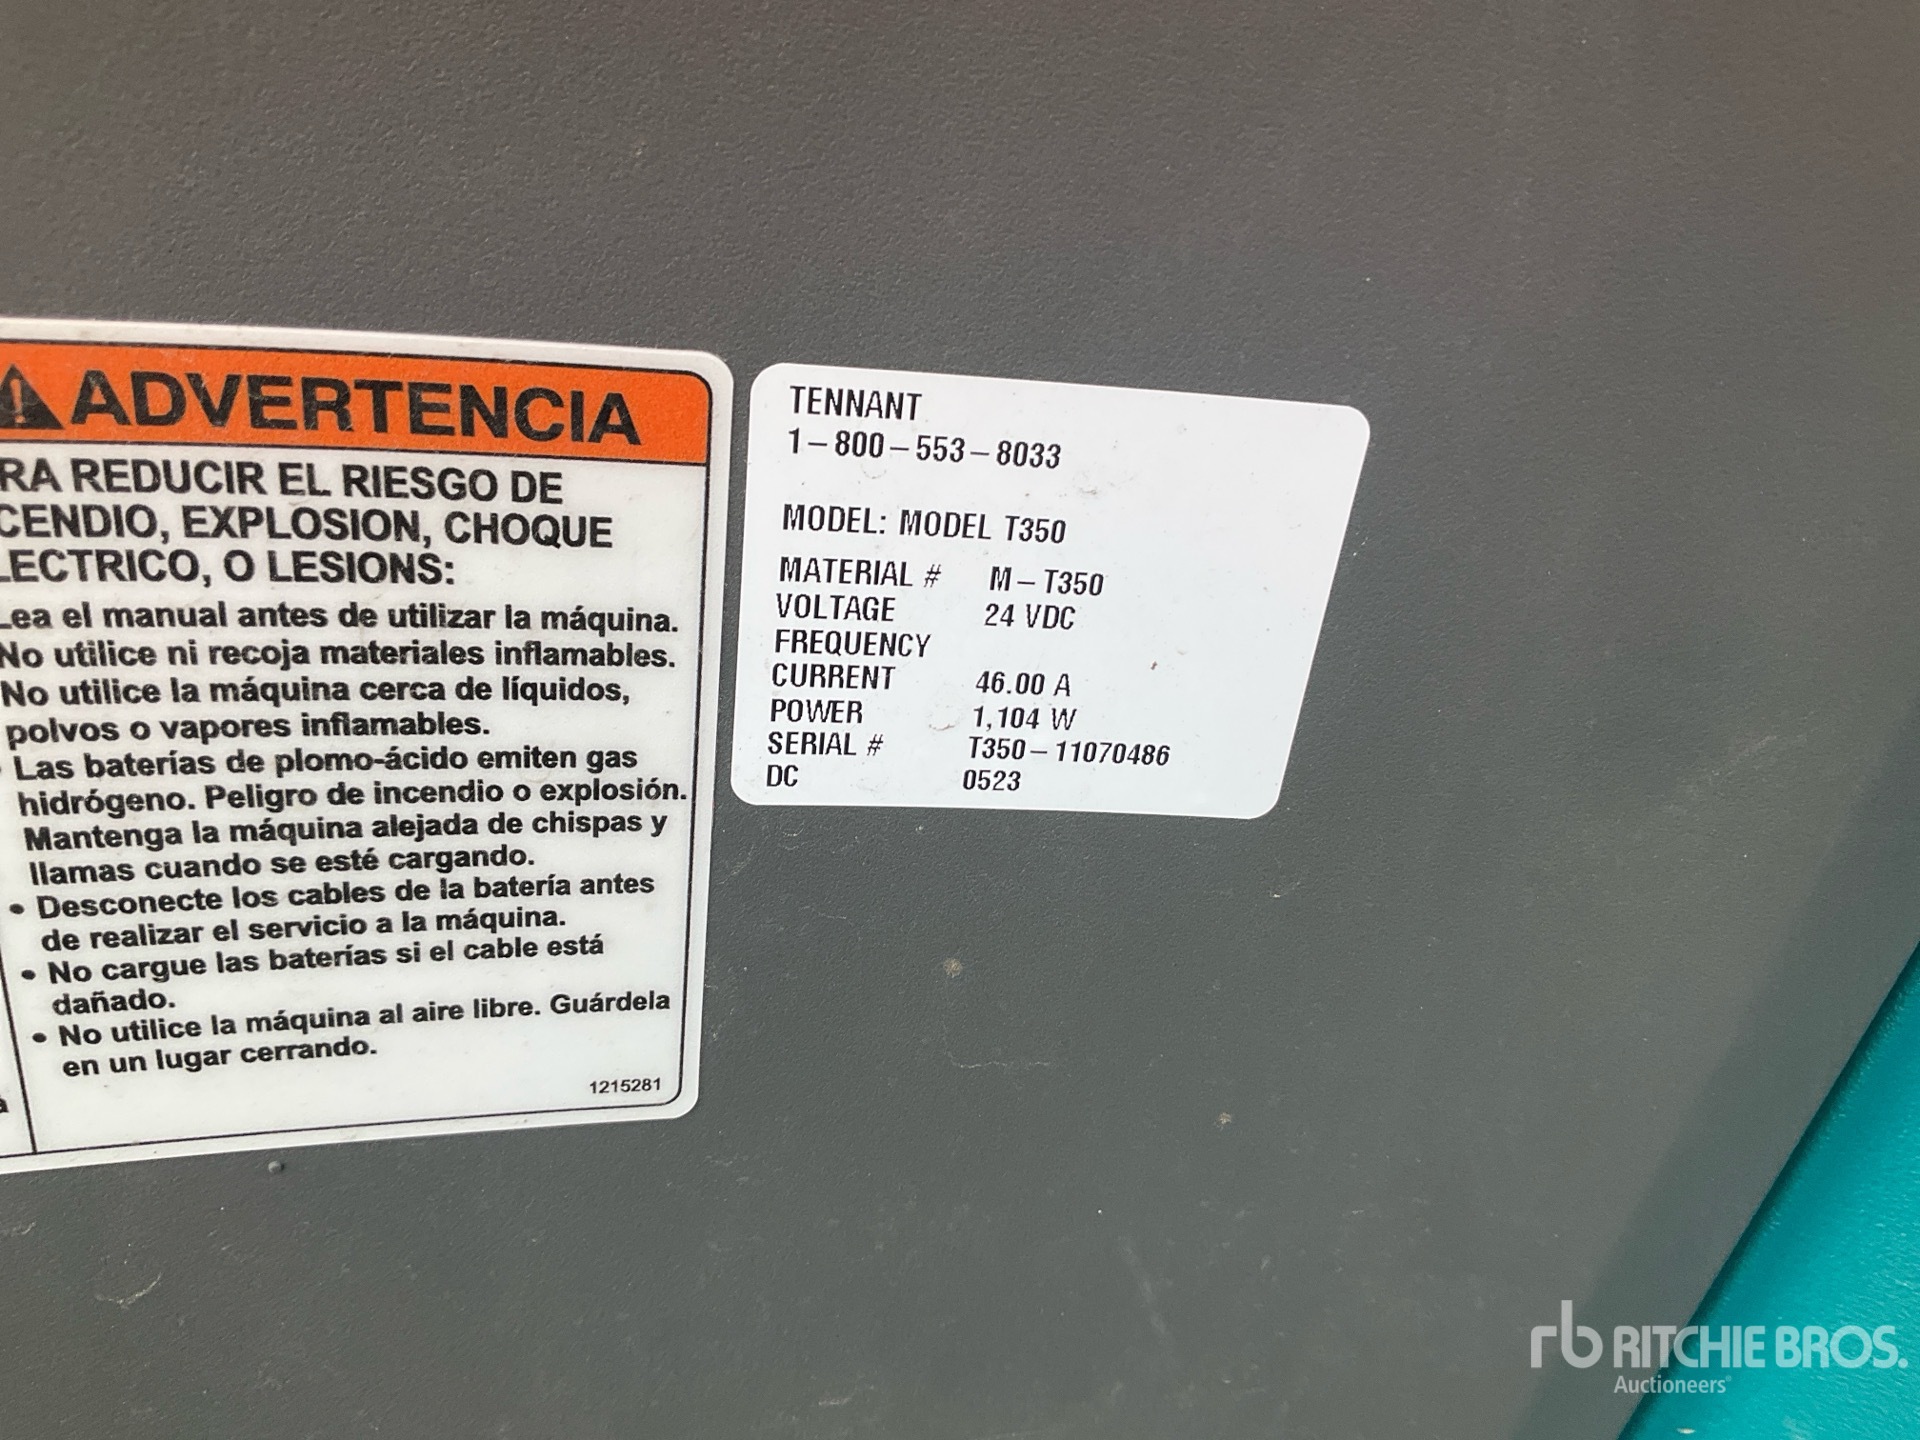 ADVERTENCIA
RA REDUCIR EL RIESGO DE
CENDIO, EXPLOSION, CHOQUE
LECTRICO, O LESIONS:
Lea el manual antes de utilizar la máquina.
No utilice ni recoja materiales inflamables.
No utilice la máquina cerca de líquidos,
polvos o vapores inflamables.
• Las baterías de plomo-ácido emiten gas
hidrógeno. Peligro de incendio o explosión.
Mantenga la máquina alejada de chispas y
llamas cuando se esté cargando.
• Desconecte los cables de la batería antes
de realizar el servicio a la máquina.
• No cargue las baterías si el cable está
dañado.
• No utilice la máquina al aire libre. Guárdela
en un lugar cerrando.
1215281
TENNANT
1-800-553-8033
MODEL: MODEL T350
MATERIAL # M-T350
VOLTAGE 24 VDC
FREQUENCY
CURRENT 46.00 A
POWER 1,104 W
SERIAL # T350-11070486
DC 0523
rb RITCHIE BROS.
Auctioneers